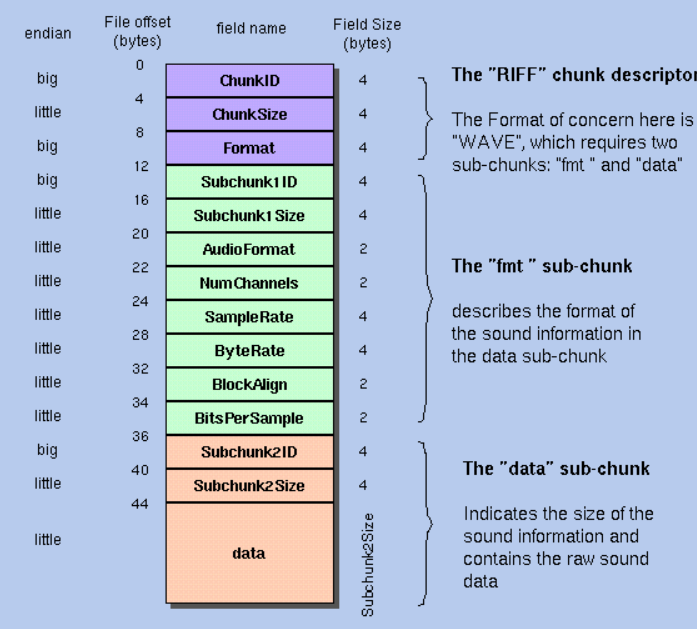 endian
File offset
(bytes)
field name
Field Size
(bytes)
0
big
ChunkID
4
4
little
ChunkSize
4
8
big
Format
4
12
big
Subchunk1ID
4
16
little
Subchunk1Size
4
20
little
AudioFormat
2
22
little
NumChannels
2
24
little
SampleRate
4
28
little
ByteRate
4
32
little
BlockAlign
2
34
little
BitsPerSample
2
36
big
Subchunk2ID
4
40
little
Subchunk2Size
4
44
little
data
Subchunk2Size
The "RIFF" chunk descriptor
The Format of concern here is
"WAVE", which requires two
sub-chunks: "fmt " and "data"
The "fmt " sub-chunk
describes the format of
the sound information in
the data sub-chunk
The "data" sub-chunk
Indicates the size of the
sound information and
contains the raw sound
data